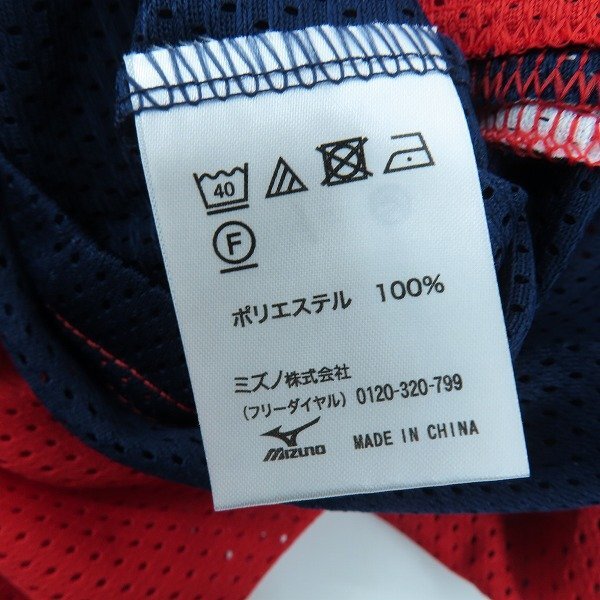 40
F
ポリエステル 100%
ミズノ株式会社
(フリーダイヤル) 0120-320-799
mizuno MADE IN CHINA